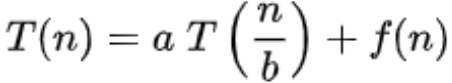 T(n) = a T(n/b) + f(n)